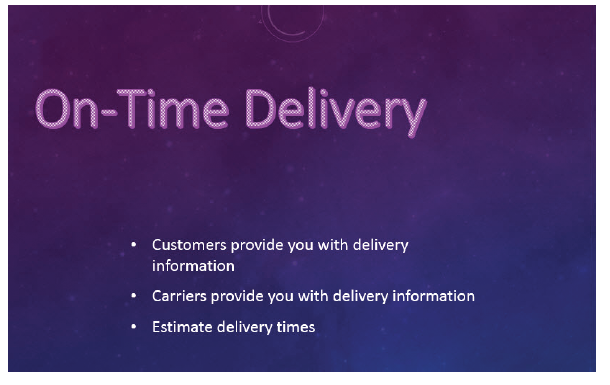 On-Time Delivery
• Customers provide you with delivery
information
• Carriers provide you with delivery information
• Estimate delivery times